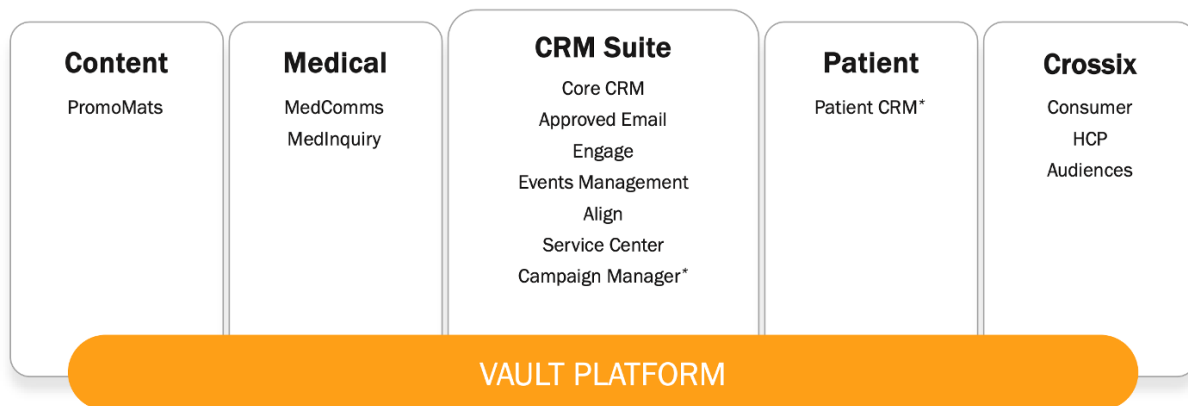 Content
PromoMats
Medical
MedComms
MedInquiry
CRM Suite
Core CRM
Approved Email
Engage
Events Management
Align
Service Center
Campaign Manager*
Patient
Patient CRM*
Crossix
Consumer
HCP
Audiences
VAULT PLATFORM